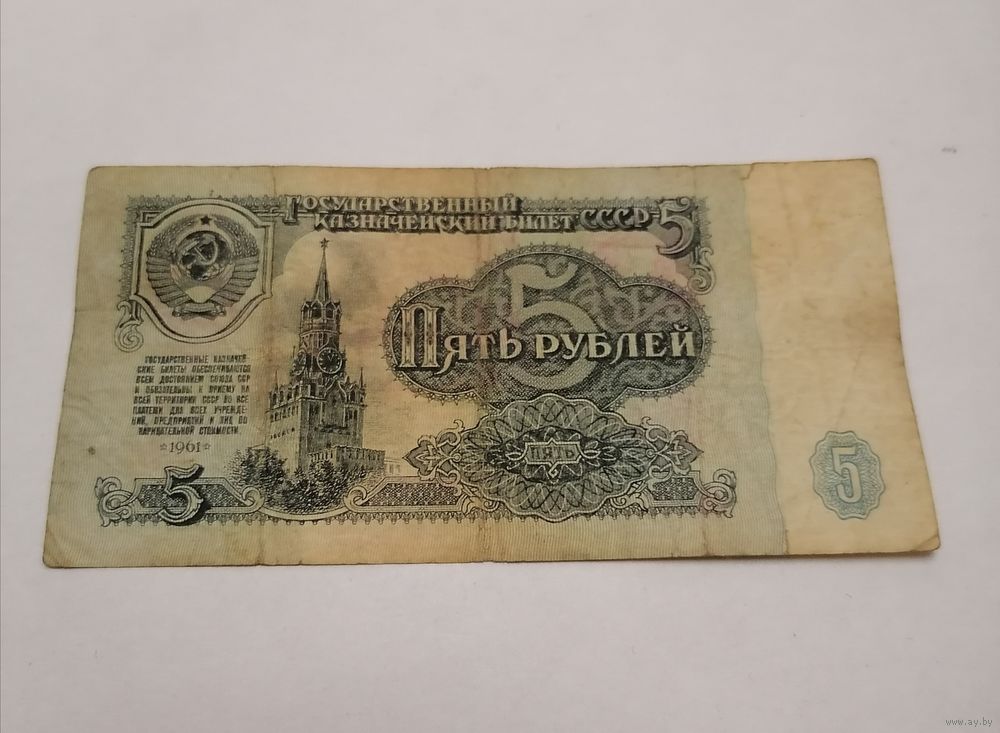 Государственный
казначейский билет СССР 5
5
Пять рублей
ГОСУДАРСТВЕННЫЕ КАЗНАЧЕЙ-
СКИЕ БИЛЕТЫ ОБЕСПЕЧИВАЮТСЯ
ВСЕМ ДОСТОЯНИЕМ СОЮЗА ССР
И ОБЯЗАТЕЛЬНЫ К ПРИЕМУ НА
ВСЕЙ ТЕРРИТОРИИ СССР ВО ВСЕ
ПЛАТЕЖИ ДЛЯ ВСЕХ УЧРЕЖДЕ-
НИЙ, ПРЕДПРИЯТИЙ И ЛИЦ ПО
НАРИЦАТЕЛЬНОЙ СТОИМОСТИ.
1961
ПЯТЬ
5
5
www.ay.by